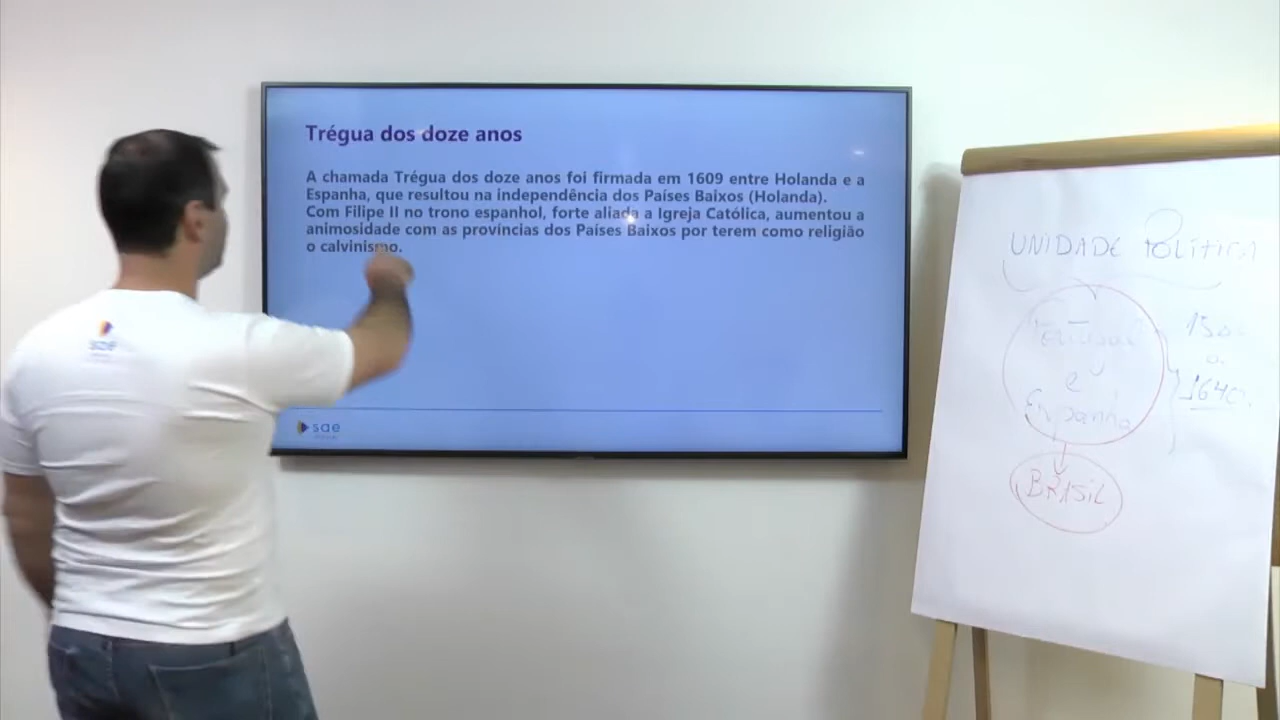 Trégua dos doze anos
A chamada Trégua dos doze anos foi firmada em 1609 entre Holanda e a
Espanha, que resultou na independência dos Países Baixos (Holanda).
Com Filipe II no trono espanhol, forte aliada a Igreja Católica, aumentou a
animosidade com as províncias dos Países Baixos por terem como religião
o calvinismo.
sae
sae
UNIDADE POLÍTICA
Portugal
e
Espanha
a
1640
BRASIL